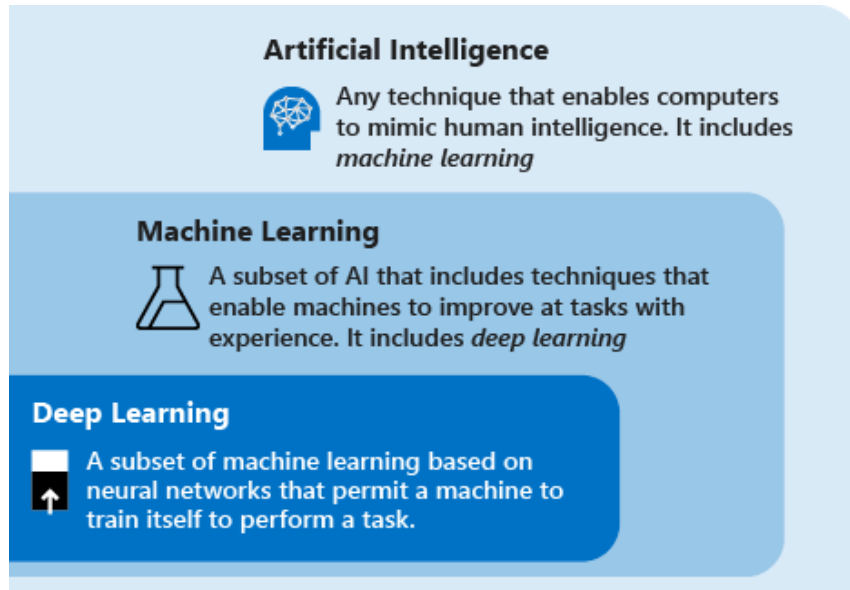 Artificial Intelligence
Any technique that enables computers
to mimic human intelligence. It includes
machine learning
Machine Learning
A subset of AI that includes techniques that
enable machines to improve at tasks with
experience. It includes deep learning
Deep Learning
A subset of machine learning based on
neural networks that permit a machine to
train itself to perform a task.